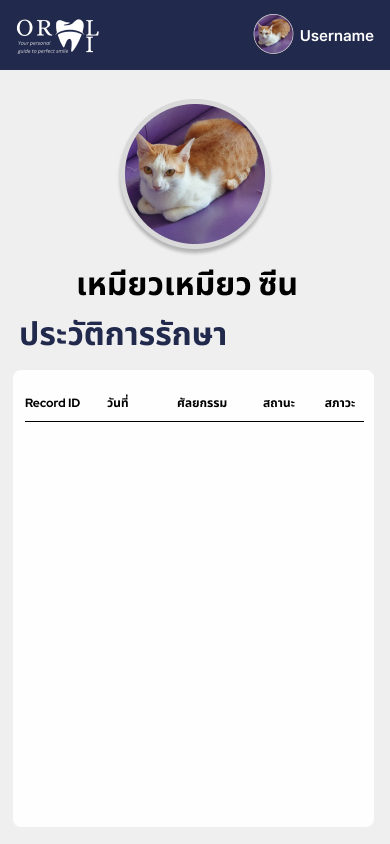 ORAL
I
Your personal
guide to perfect smile
Username
เหมียวเหมียว ซีน
ประวัติการรักษา
Record ID วันที่ ศัลยกรรม สถานะ สภาวะ